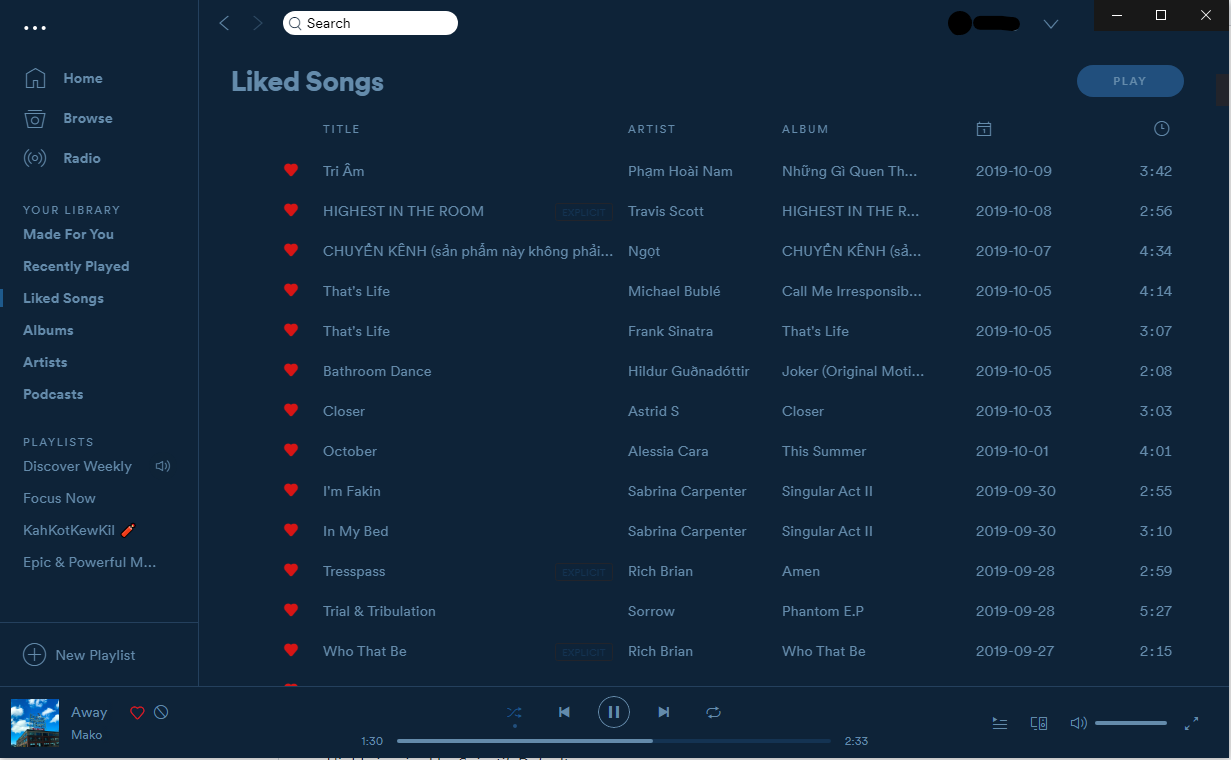 Search
Home
Browse
Radio
YOUR LIBRARY
Made For You
Recently Played
Liked Songs
Albums
Artists
Podcasts
PLAYLISTS
Discover Weekly
Focus Now
KahKotKewKil 🧨
Epic & Powerful M...
New Playlist
Liked Songs
PLAY
TITLE ARTIST ALBUM
Tri Âm Phạm Hoài Nam Những Gì Quen Th... 2019-10-09 3:42
HIGHEST IN THE ROOM EXPLICIT Travis Scott HIGHEST IN THE R... 2019-10-08 2:56
CHUYỂN KÊNH (sản phẩm này không phải... Ngọt CHUYỂN KÊNH (sả... 2019-10-07 4:34
That's Life Michael Bublé Call Me Irresponsib... 2019-10-05 4:14
That's Life Frank Sinatra That's Life 2019-10-05 3:07
Bathroom Dance Hildur Guðnadóttir Joker (Original Moti... 2019-10-05 2:08
Closer Astrid S Closer 2019-10-03 3:03
October Alessia Cara This Summer 2019-10-01 4:01
I'm Fakin Sabrina Carpenter Singular Act II 2019-09-30 2:55
In My Bed Sabrina Carpenter Singular Act II 2019-09-30 3:10
Tresspass EXPLICIT Rich Brian Amen 2019-09-28 2:59
Trial & Tribulation Sorrow Phantom E.P 2019-09-28 5:27
Who That Be EXPLICIT Rich Brian Who That Be 2019-09-27 2:15
Away
Mako
1:30 2:33